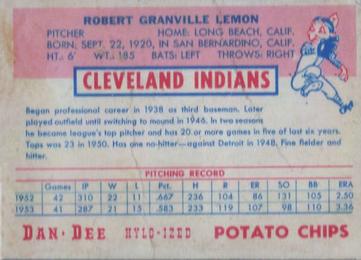 ROBERT GRANVILLE LEMON
PITCHER HOME: LONG BEACH, CALIF.
BORN: SEPT. 22, 1920, IN SAN BERNARDINO, CALIF.
HT.: 6' WT.: 185 BATS: LEFT THROWS: RIGHT
CLEVELAND INDIANS
Began professional career in 1938 as third baseman. Later
played outfield until switching to mound in 1946. In two seasons
he became league's top pitcher and has 20 or more games in five of last six years.
Tops was 23 in 1950. Has one no-hitter—against Detroit in 1948. Fine fielder and
hitter.
PITCHING RECORD
Games IP W L Pct. H R ER SO BB ERA
1952 42 310 22 11 .667 236 104 86 131 105 2.50
1953 41 287 21 15 .583 233 119 107 98 110 3.36
DAN-DEE HYLO-IZED POTATO CHIPS